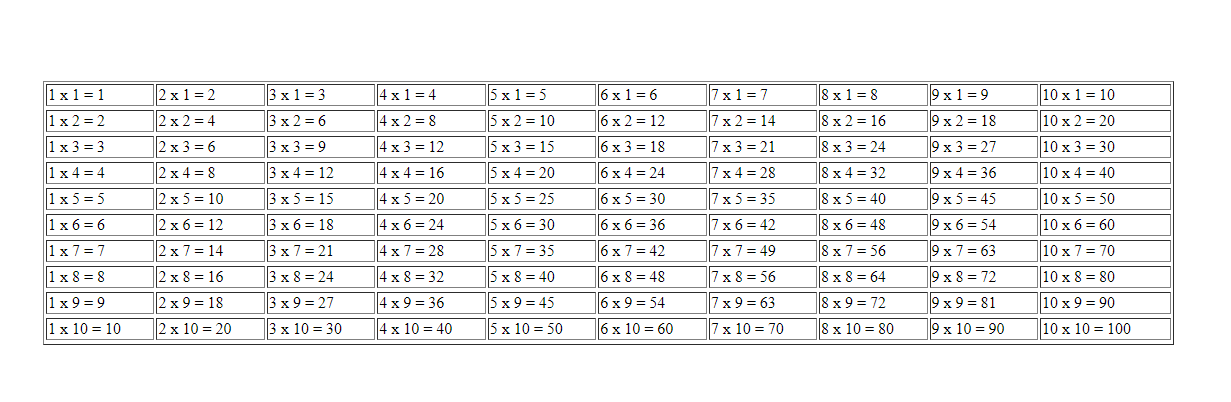 1 x 1 = 1 2 x 1 = 2 3 x 1 = 3 4 x 1 = 4 5 x 1 = 5 6 x 1 = 6 7 x 1 = 7 8 x 1 = 8 9 x 1 = 9 10 x 1 = 10
1 x 2 = 2 2 x 2 = 4 3 x 2 = 6 4 x 2 = 8 5 x 2 = 10 6 x 2 = 12 7 x 2 = 14 8 x 2 = 16 9 x 2 = 18 10 x 2 = 20
1 x 3 = 3 2 x 3 = 6 3 x 3 = 9 4 x 3 = 12 5 x 3 = 15 6 x 3 = 18 7 x 3 = 21 8 x 3 = 24 9 x 3 = 27 10 x 3 = 30
1 x 4 = 4 2 x 4 = 8 3 x 4 = 12 4 x 4 = 16 5 x 4 = 20 6 x 4 = 24 7 x 4 = 28 8 x 4 = 32 9 x 4 = 36 10 x 4 = 40
1 x 5 = 5 2 x 5 = 10 3 x 5 = 15 4 x 5 = 20 5 x 5 = 25 6 x 5 = 30 7 x 5 = 35 8 x 5 = 40 9 x 5 = 45 10 x 5 = 50
1 x 6 = 6 2 x 6 = 12 3 x 6 = 18 4 x 6 = 24 5 x 6 = 30 6 x 6 = 36 7 x 6 = 42 8 x 6 = 48 9 x 6 = 54 10 x 6 = 60
1 x 7 = 7 2 x 7 = 14 3 x 7 = 21 4 x 7 = 28 5 x 7 = 35 6 x 7 = 42 7 x 7 = 49 8 x 7 = 56 9 x 7 = 63 10 x 7 = 70
1 x 8 = 8 2 x 8 = 16 3 x 8 = 24 4 x 8 = 32 5 x 8 = 40 6 x 8 = 48 7 x 8 = 56 8 x 8 = 64 9 x 8 = 72 10 x 8 = 80
1 x 9 = 9 2 x 9 = 18 3 x 9 = 27 4 x 9 = 36 5 x 9 = 45 6 x 9 = 54 7 x 9 = 63 8 x 9 = 72 9 x 9 = 81 10 x 9 = 90
1 x 10 = 10 2 x 10 = 20 3 x 10 = 30 4 x 10 = 40 5 x 10 = 50 6 x 10 = 60 7 x 10 = 70 8 x 10 = 80 9 x 10 = 90 10 x 10 = 100